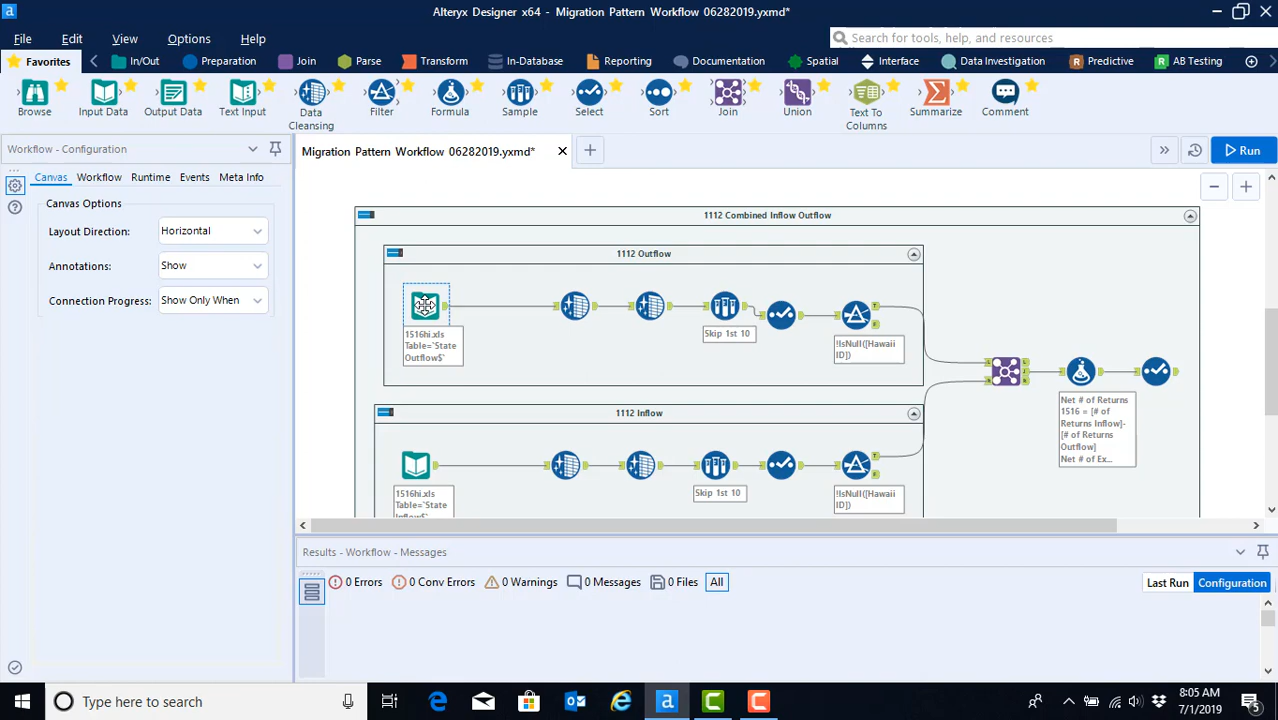 Alteryx Designer x64 - Migration Pattern Workflow 06282019.yxmd*
File Edit View Options Help
Search for tools, help, and resources
Favorites In/Out Preparation Join Parse Transform In-Database Reporting Documentation Spatial Interface Data Investigation Predictive AB Testing
Browse Input Data Output Data Text Input Data Cleansing Filter Formula Sample Select Sort Join Union Text To Columns Summarize Comment
Workflow - Configuration
Migration Pattern Workflow 06282019.yxmd*
Run
Canvas Workflow Runtime Events Meta Info
Canvas Options
Layout Direction: Horizontal
Annotations: Show
Connection Progress: Show Only When
1112 Combined Inflow Outflow
1112 Outflow
1516hi.xls
Table=`State
Outflow$`
Skip 1st 10
!IsNull([Hawaii
ID])
T
F
L
J
R
L
R
Net # of Returns
1516 = [# of
Returns Inflow]-
[# of Returns
Outflow]
Net # of Ex...
1112 Inflow
1516hi.xls
Table=`State
Inflow$`
Skip 1st 10
!IsNull([Hawaii
ID])
T
F
Results - Workflow - Messages
0 Errors 0 Conv Errors 0 Warnings 0 Messages 0 Files All
Last Run Configuration
Type here to search
8:05 AM
7/1/2019
5